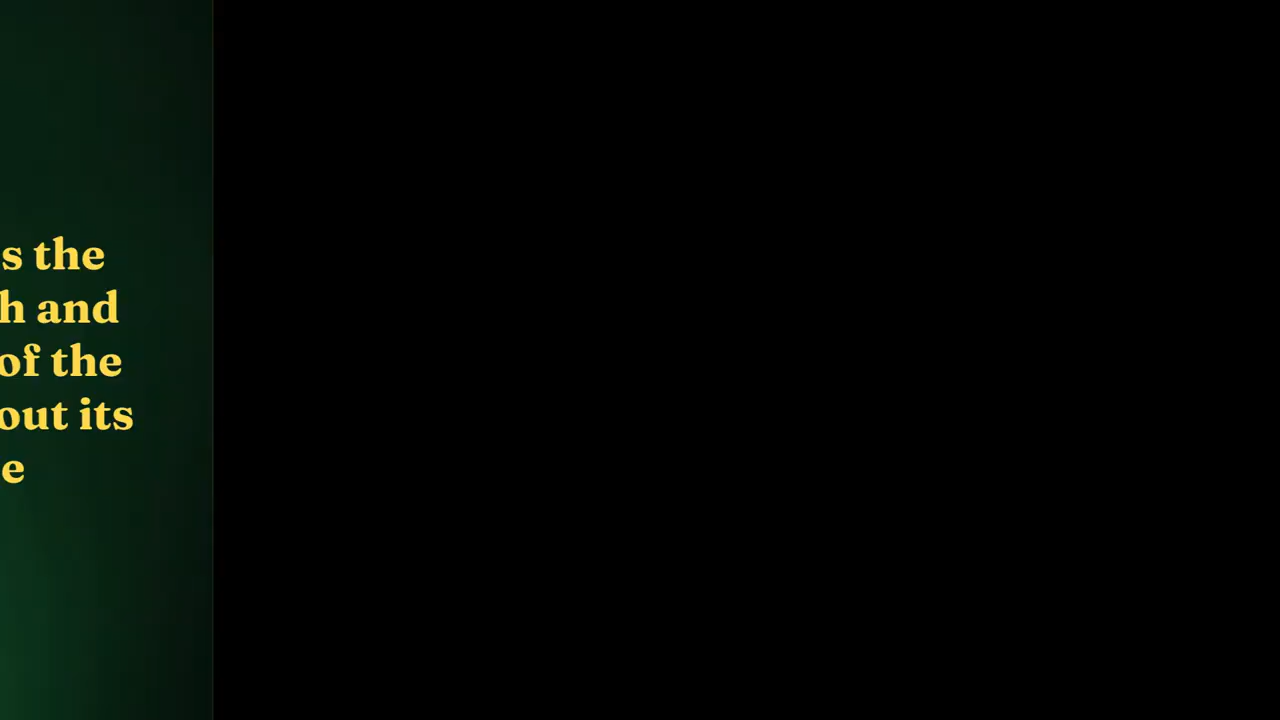 s the
h and
of the
out its
e